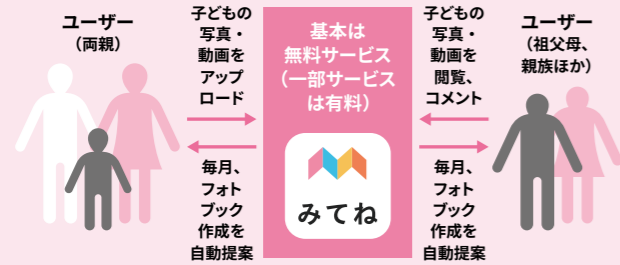 ユーザー
（両親）
子どもの
写真・
動画を
アップ
ロード
毎月、
フォト
ブック
作成を
自動提案
基本は
無料サービス
（一部サービス
は有料）
みてね
子どもの
写真・
動画を
閲覧、
コメント
毎月、
フォト
ブック
作成を
自動提案
ユーザー
（祖父母、
親族ほか）